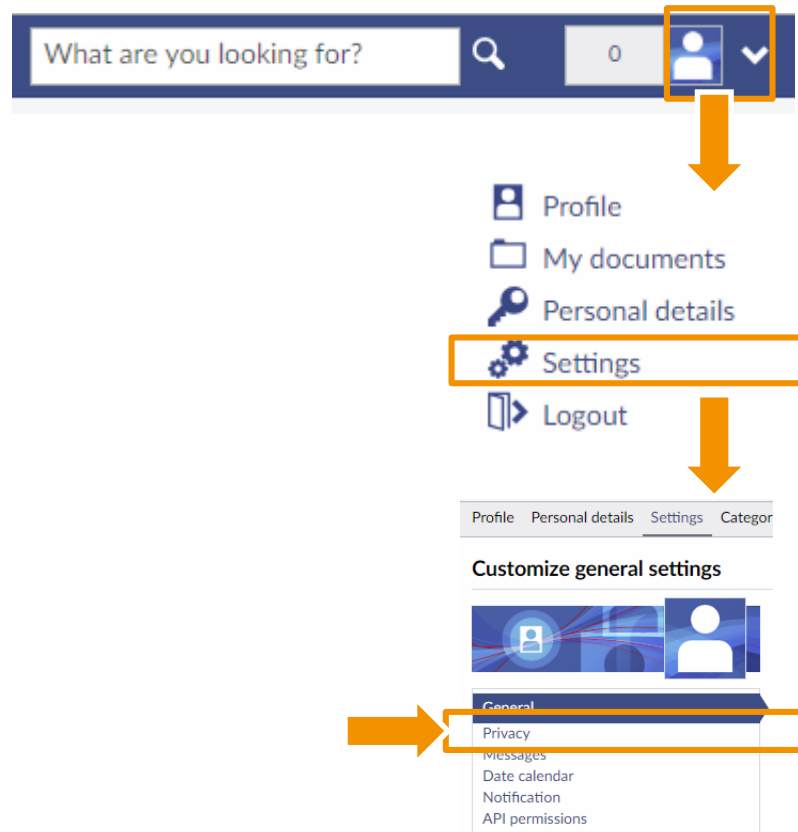 What are you looking for?
0
Profile
My documents
Personal details
Settings
Logout
Profile Personal details Settings Categor
Customize general settings
General
Privacy
Messages
Date calendar
Notification
API permissions